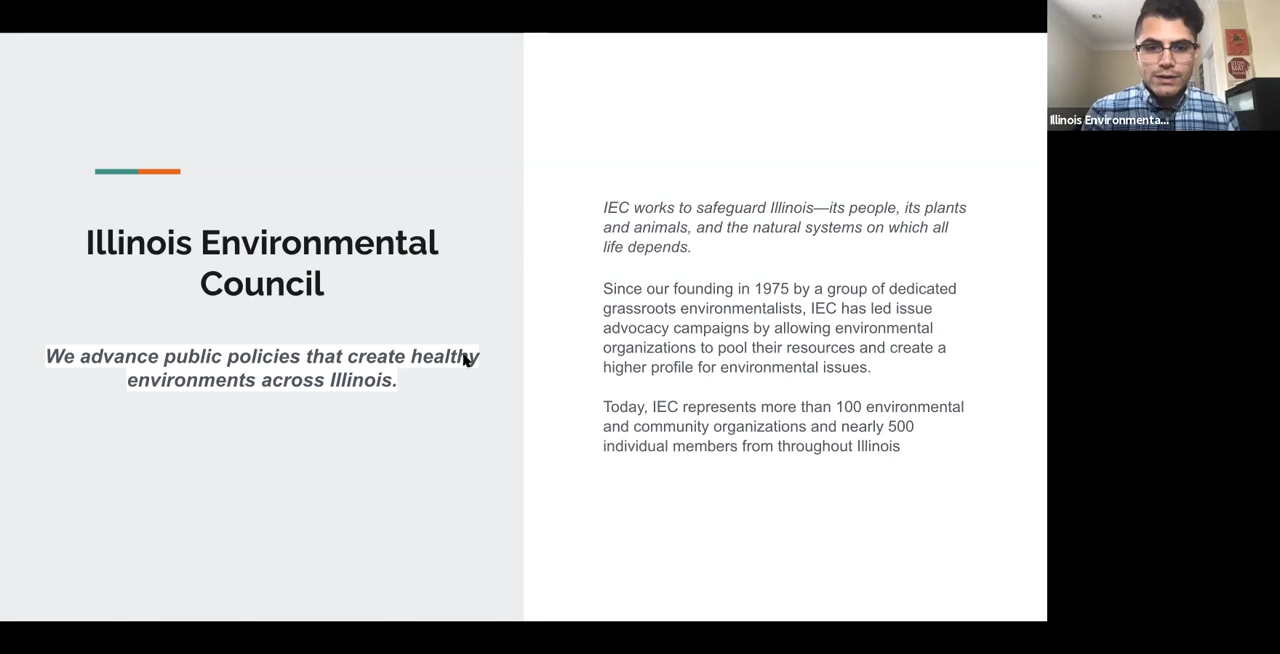 Illinois Environmental
Council
We advance public policies that create healthy
environments across Illinois.
IEC works to safeguard Illinois—its people, its plants
and animals, and the natural systems on which all
life depends.
Since our founding in 1975 by a group of dedicated
grassroots environmentalists, IEC has led issue
advocacy campaigns by allowing environmental
organizations to pool their resources and create a
higher profile for environmental issues.
Today, IEC represents more than 100 environmental
and community organizations and nearly 500
individual members from throughout Illinois
Illinois Environmenta...